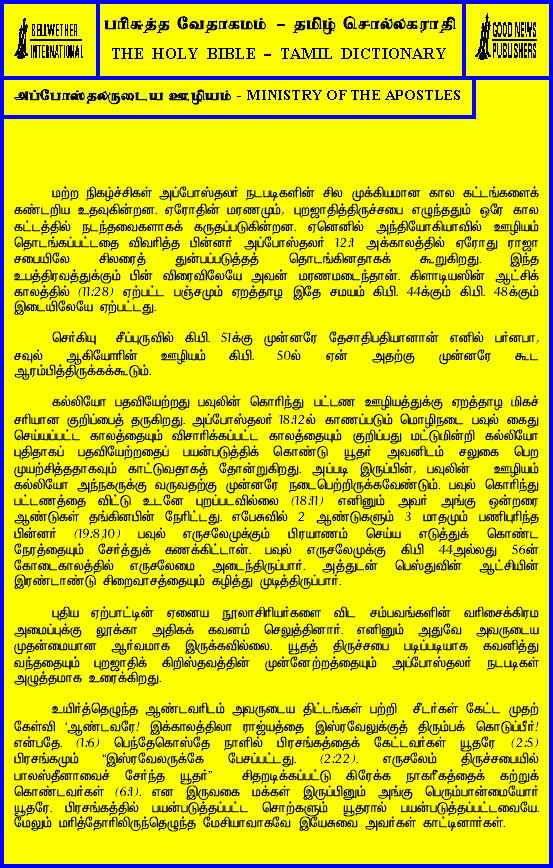 BELLWETHER
INTERNATIONAL
பரிசுத்த வேதாகமம் – தமிழ் சொல்லகராதி
THE HOLY BIBLE – TAMIL DICTIONARY
GOOD NEWS
PUBLISHERS
அப்போஸ்தலருடைய ஊழியம் - MINISTRY OF THE APOSTLES
மற்ற நிகழ்ச்சிகள் அப்போஸ்தலர் நடபடிகளின் சில முக்கியமான கால கட்டங்களைக்
கண்டறிய உதவுகின்றன. ஏரோதின் மரணமும், புறஜாதித்திருச்சபை எழுந்ததும் ஒரே கால
கட்டத்தில் நடந்தவைகளாகக் கருதப்படுகின்றன. ஏனெனில் அந்தியோகியாவில் ஊழியம்
தொடங்கப்பட்டதை விவரித்த பின்னர் அப்போஸ்தலர் 12:1 அக்காலத்தில் ஏரோது ராஜா
சபையிலே சிலரைத் துன்பப்படுத்தத் தொடங்கினதாகக் கூறுகிறது. இந்த
உபத்திரவத்துக்கும் பின் விரைவிலேயே அவன் மரணமடைந்தான். கிளாடியஸின் ஆட்சிக்
காலத்தில் (11:28) ஏற்பட்ட பஞ்சமும் ஏறத்தாழ இதே சமயம் கி.பி. 44க்கும் கி.பி. 48க்கும்
இடையிலேயே ஏற்பட்டது.
செர்கியு சீப்புருவில் கி.பி. 51க்கு முன்னரே தேசாதிபதியானான் எனில் பர்னபா,
சவுல் ஆகியோரின் ஊழியம் கி.பி. 50ல் ஏன் அதற்கு முன்னரே கூட
ஆரம்பித்திருக்கக்கூடும்.
கல்லியோ பதவியேற்றது பவுலின் கொரிந்து பட்டண ஊழியத்துக்கு ஏறத்தாழ மிகச்
சரியான குறிப்பைத் தருகிறது. அப்போஸ்தலர் 18:12ல் காணப்படும் மொழிநடை பவுல் கைது
செய்யப்பட்ட காலத்தையும் விசாரிக்கப்பட்ட காலத்தையும் குறிப்பது மட்டுமின்றி கல்லியோ
புதிதாகப் பதவியேற்றதைப் பயன்படுத்திக் கொண்டு யூதர் அவனிடம் சலுகை பெற
முயற்சித்ததாகவும் காட்டுவதாகத் தோன்றுகிறது. அப்படி இருப்பின், பவுலின் ஊழியம்
கல்லியோ அந்நகருக்கு வருவதற்கு முன்னரே நடைபெற்றிருக்கவேண்டும். பவுல் கொரிந்து
பட்டணத்தை விட்டு உடனே புறப்படவில்லை (18:11) எனினும் அவர் அங்கு ஒன்றரை
ஆண்டுகள் தங்கினபின் நேரிட்டது. எபேசுவில் 2 ஆண்டுகளும் 3 மாதமும் பணிபுரிந்த
பின்னர் (19:8,10) பவுல் எருசலேமுக்கும் பிரயாணம் செய்ய எடுத்துக் கொண்ட
நேரத்தையும் சேர்த்துக் கணக்கிட்டான். பவுல் எருசலேமுக்கு கி.பி 44அல்லது 56ன்
கோடைகாலத்தில் எருசலேமை அடைந்திருப்பார். அத்துடன் பெஸ்துவின் ஆட்சியின்
இரண்டாண்டு சிறைவாசத்தையும் கழித்து முடித்திருப்பார்.
புதிய ஏற்பாட்டின் ஏனைய நூலாசிரியர்களை விட சம்பவங்களின் வரிசைக்கிரம
அமைப்புக்கு லூக்கா அதிகக் கவனம் செலுத்தினார். எனினும் அதுவே அவருடைய
முதன்மையான ஆர்வமாக இருக்கவில்லை. யூதத் திருச்சபை படிப்படியாக கவனித்து
வந்ததையும் புறஜாதிக் கிறிஸ்தவத்தின் முன்னேற்றத்தையும் அப்போஸ்தலர் நடபடிகள்
அழுத்தமாக உரைக்கிறது.
உயிர்த்தெழுந்த ஆண்டவரிடம் அவருடைய திட்டங்கள் பற்றி சீடர்கள் கேட்ட முதற்
கேள்வி 'ஆண்டவரே! இக்காலத்திலா ராஜ்யத்தை இஸ்ரவேலுக்குத் திரும்பக் கொடுப்பீர்!
என்பதே. (1:6) பெந்தேகொஸ்தே நாளில் பிரசங்கத்தைக் கேட்டவர்கள் யூதரே (2:5)
பிரசங்கமும் "இஸ்ரவேலருக்கே பேசப்பட்டது. (2:22). எருசலேம் திருச்சபையில்
பாலஸ்தீனாவைச் சேர்ந்த யூதர்" சிதறடிக்கப்பட்டு கிரேக்க நாகரீகத்தைக் கற்றுக்
கொண்டவர்கள் (6:1). என இருவகை மக்கள் இருப்பினும் அங்கு பெரும்பான்மையோர்
யூதரே. பிரசங்கத்தில் பயன்படுத்தப்பட்ட சொற்களும் யூதரால் பயன்படுத்தப்பட்டவையே.
மேலும் மரித்தோரிலிருந்தெழுந்த மேசியாவாகவே இயேசுவை அவர்கள் காட்டினார்கள்.